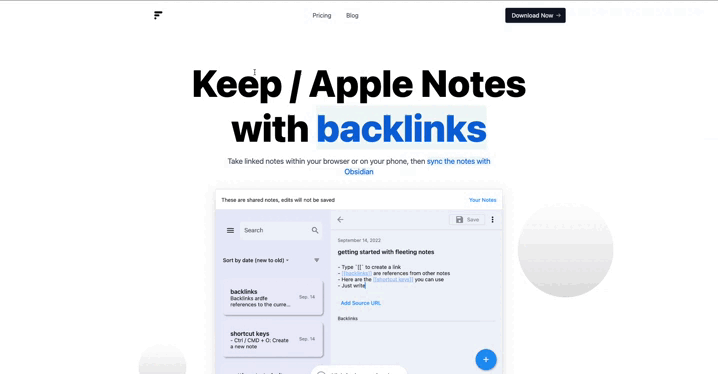 Pricing
Blog
Download Now →
Keep / Apple Notes
with backlinks
Take linked notes within your browser or on your phone, then sync the notes with
Obsidian
These are shared notes, edits will not be saved
Your Notes
Search
Save
Sort by date (new to old)
September 14, 2022
getting started with fleeting notes
- Type `[[` to create a link
- [[backlinks]] are references from other notes
- Here are the [[shortcut keys]] you can use
- Just write
Add Source URL
Backlinks
backlinks
Backlinks ardfe
references to the curre...
Sep. 14
shortcut keys
- Ctrl / CMD + O: Create
a new note
Sep. 14